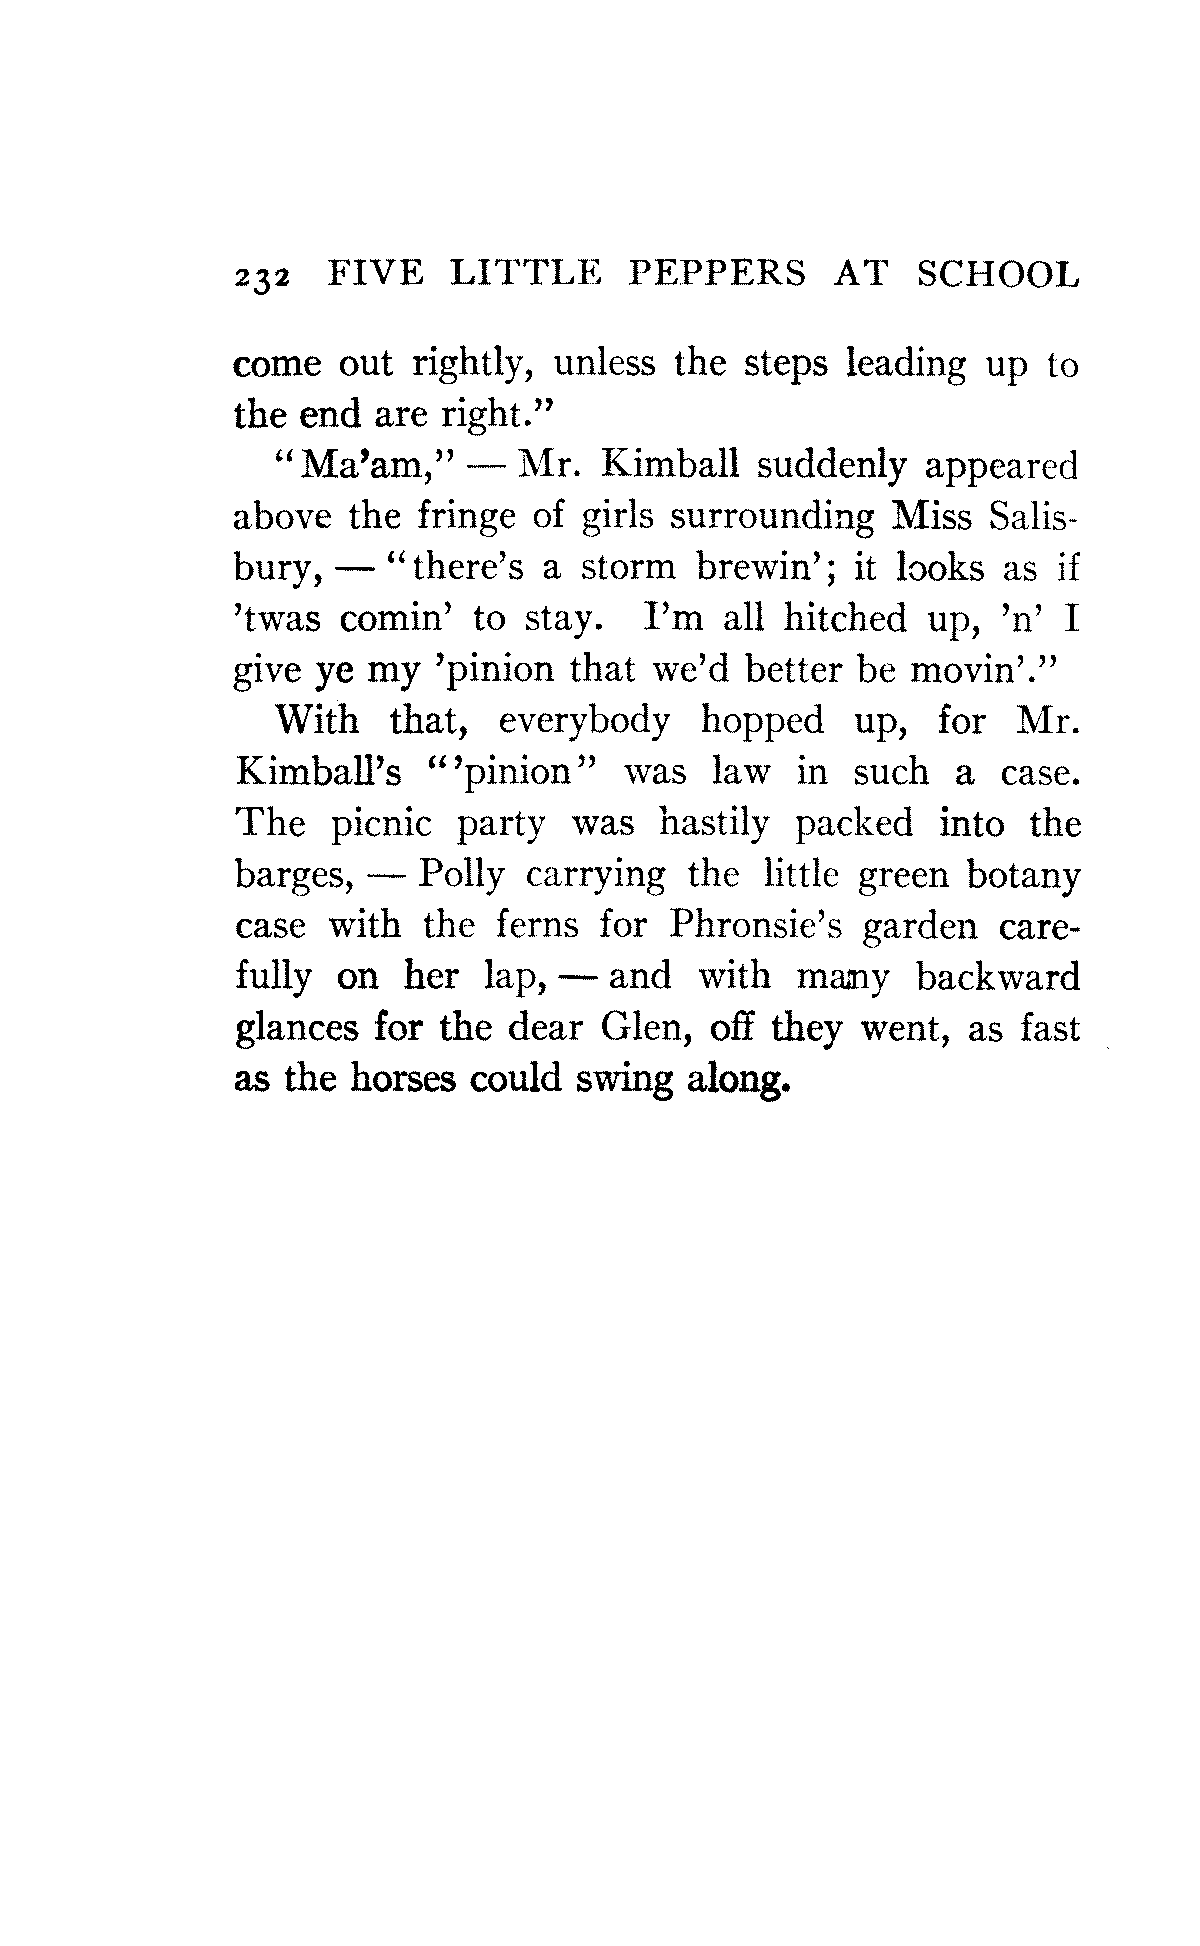 232 FIVE LITTLE PEPPERS AT SCHOOL
come out rightly, unless the steps leading up to
the end are right.”
“Ma’am,” — Mr. Kimball suddenly appeared
above the fringe of girls surrounding Miss Salis-
bury, — “there’s a storm brewin’; it looks as if
’twas comin’ to stay. I’m all hitched up, ’n’ I
give ye my ’pinion that we’d better be movin’.”
With that, everybody hopped up, for Mr.
Kimball’s “’pinion” was law in such a case.
The picnic party was hastily packed into the
barges, — Polly carrying the little green botany
case with the ferns for Phronsie’s garden care-
fully on her lap, — and with many backward
glances for the dear Glen, off they went, as fast
as the horses could swing along.